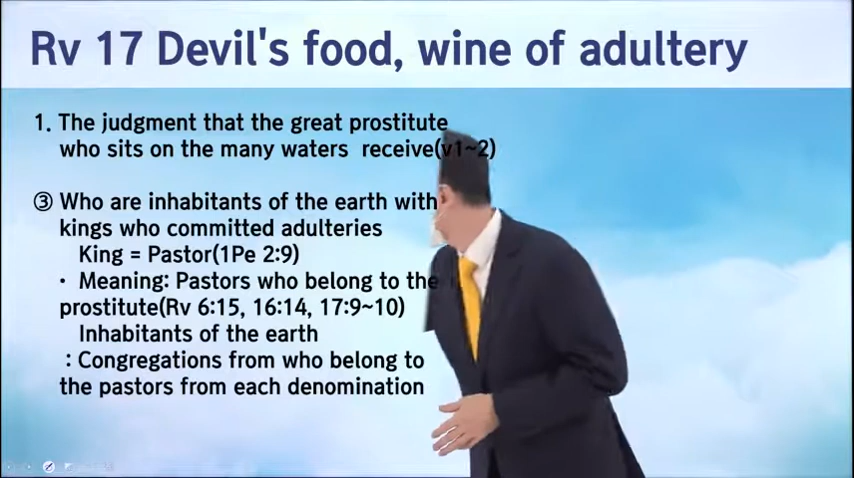 Rv 17 Devil's food, wine of adultery
1. The judgment that the great prostitute
who sits on the many waters receive(v1~2)
③ Who are inhabitants of the earth with
kings who committed adulteries
King = Pastor(1Pe 2:9)
· Meaning: Pastors who belong to the
prostitute(Rv 6:15, 16:14, 17:9~10)
Inhabitants of the earth
: Congregations from who belong to
the pastors from each denomination